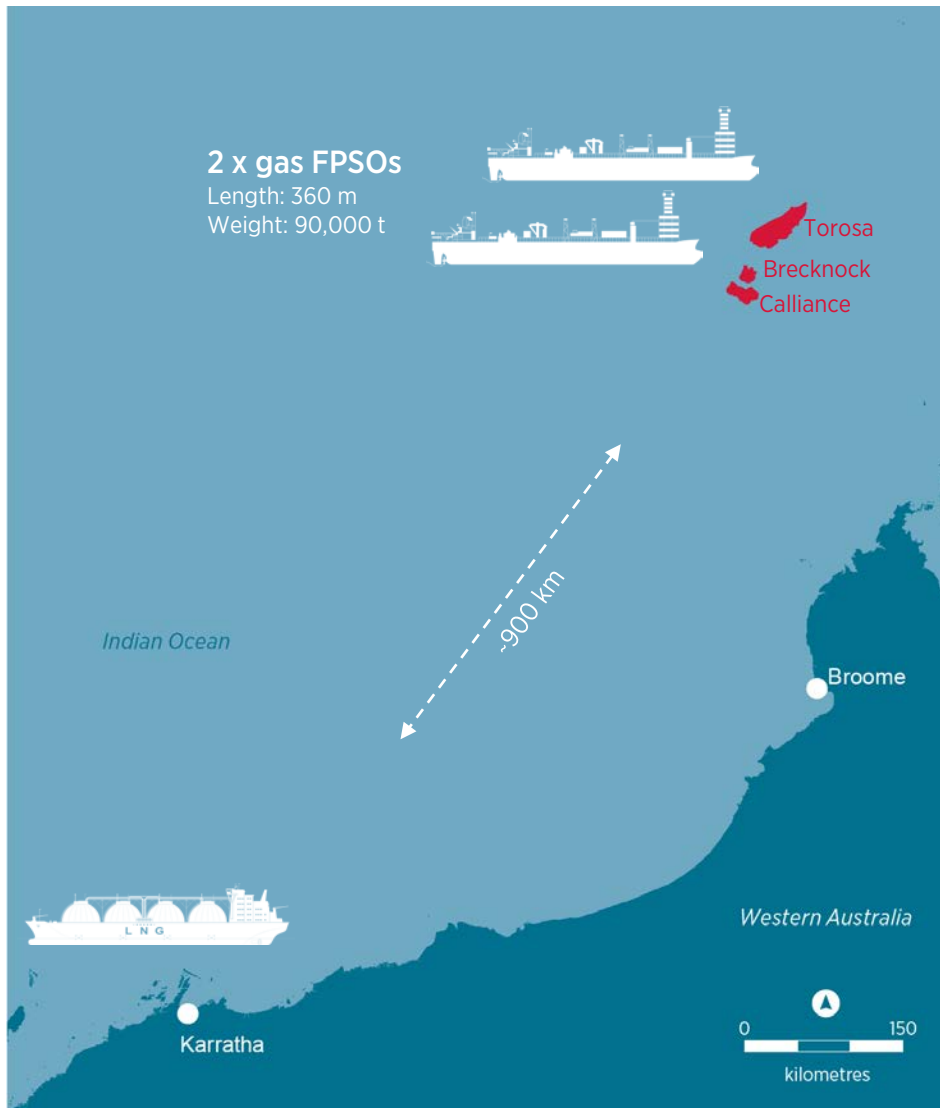 2 x gas FPSOs
Length: 360 m
Weight: 90,000 t
Torosa
Brecknock
Calliance
~900 km
Indian Ocean
Broome
LNG
Western Australia
Karratha
0 150
kilometres